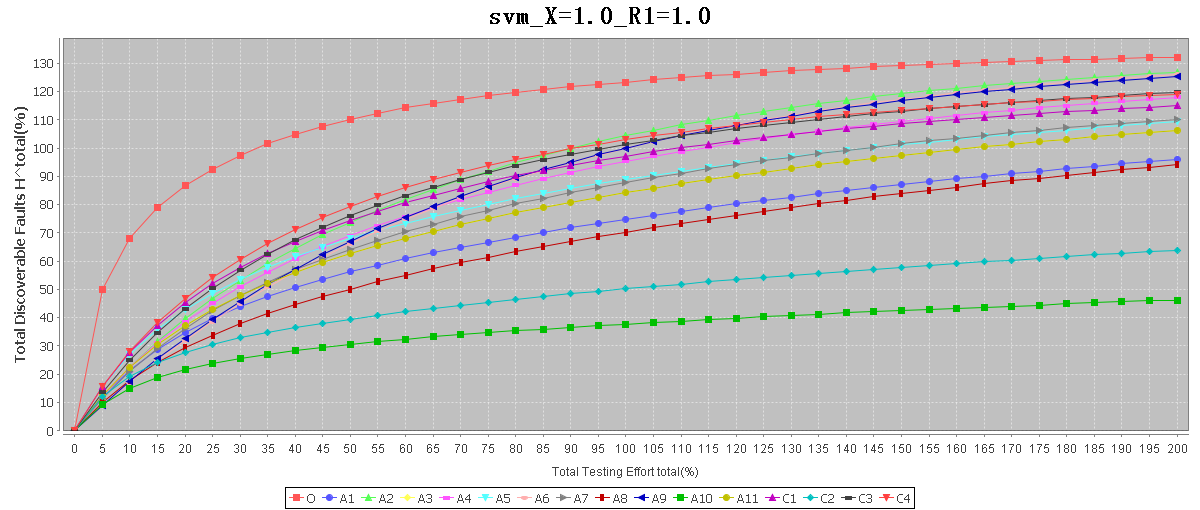 svm_X=1.0_R1=1.0
Total Discoverable Faults H^total(%)
130
120
110
100
90
80
70
60
50
40
30
20
10
0
0 5 10 15 20 25 30 35 40 45 50 55 60 65 70 75 80 85 90 95 100 105 110 115 120 125 130 135 140 145 150 155 160 165 170 175 180 185 190 195 200
Total Testing Effort total(%)
O A1 A2 A3 A4 A5 A6 A7 A8 A9 A10 A11 C1 C2 C3 C4